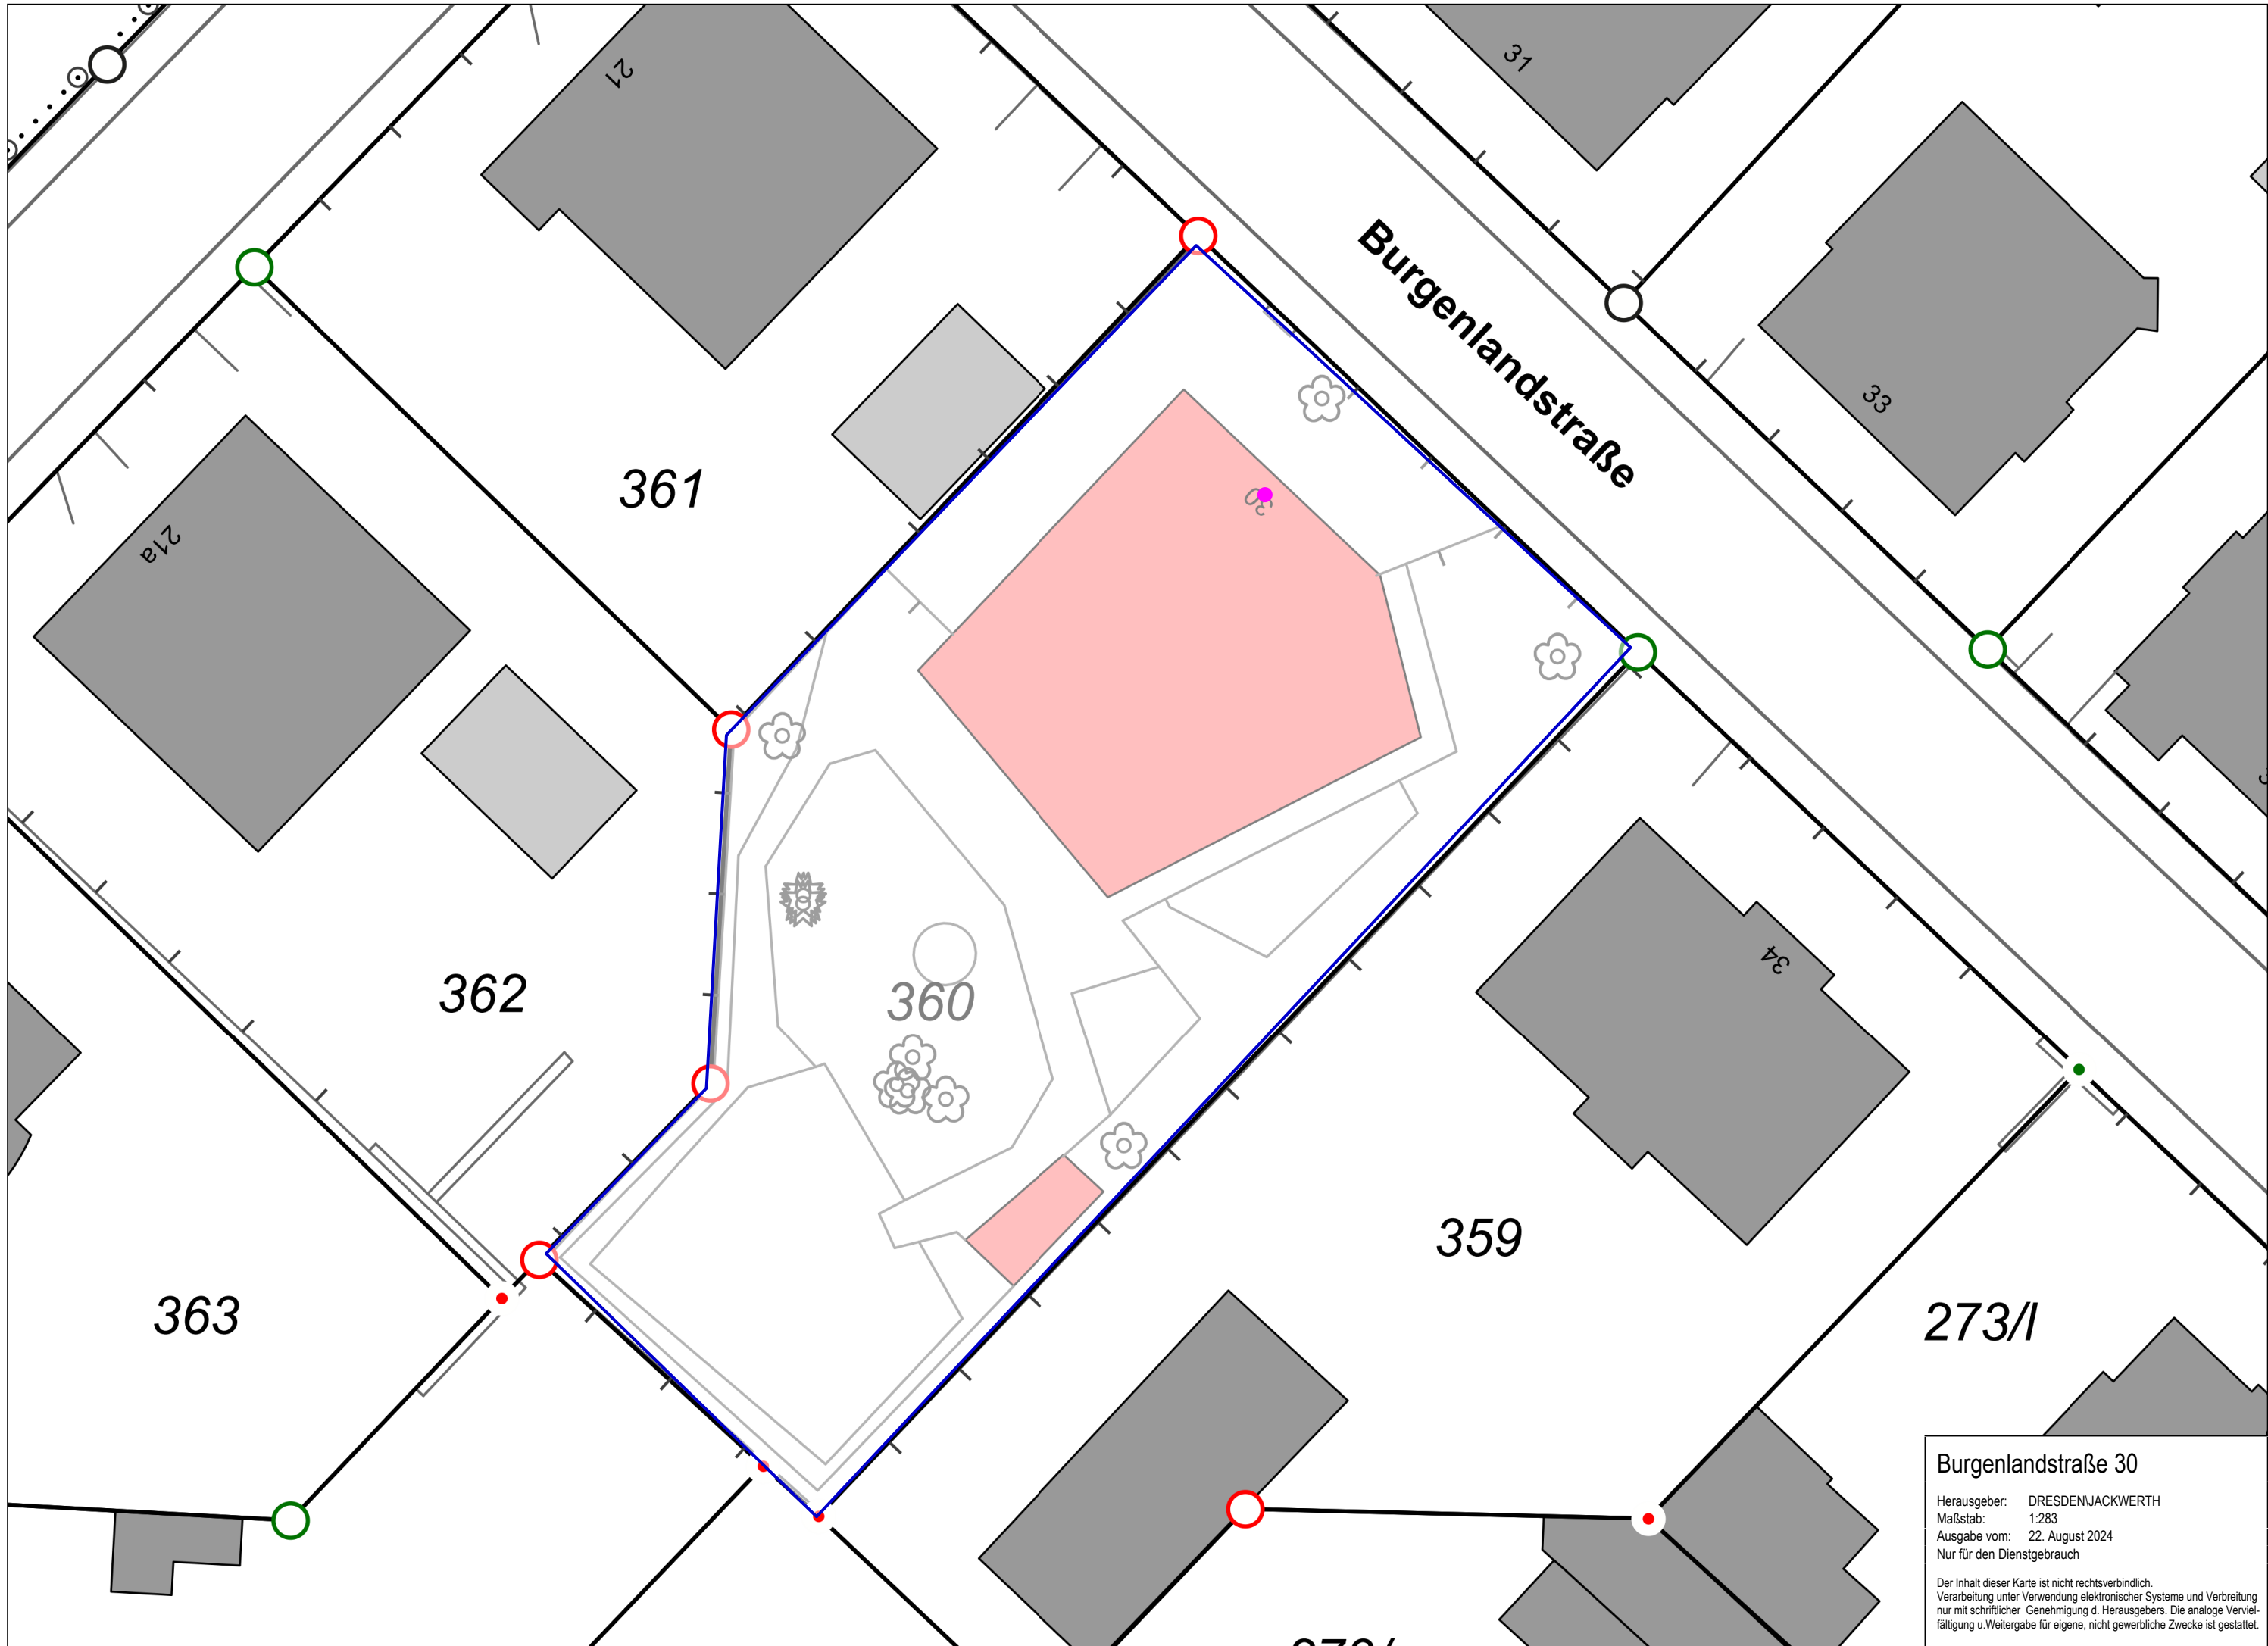 21
31
Burgenlandstraße
33
30
361
21a
362
360
34
359
363
273/l
Burgenlandstraße 30
Herausgeber: DRESDEN\JACKWERTH
Maßstab: 1:283
Ausgabe vom: 22. August 2024
Nur für den Dienstgebrauch
Der Inhalt dieser Karte ist nicht rechtsverbindlich.
Verarbeitung unter Verwendung elektronischer Systeme und Verbreitung
nur mit schriftlicher Genehmigung d. Herausgebers. Die analoge Verviel-
fältigung u.Weitergabe für eigene, nicht gewerbliche Zwecke ist gestattet.